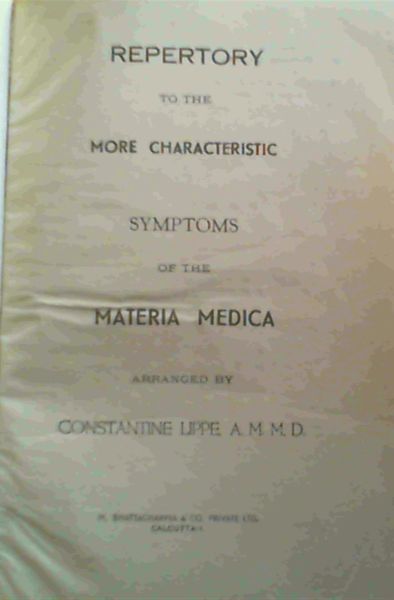 REPERTORY
TO THE
MORE CHARACTERISTIC
SYMPTOMS
OF THE
MATERIA MEDICA
ARRANGED BY
CONSTANTINE LIPPE, A. M. M. D.
M. BHATTACHARYYA & CO. PRIVATE LTD.
CALCUTTA-1.